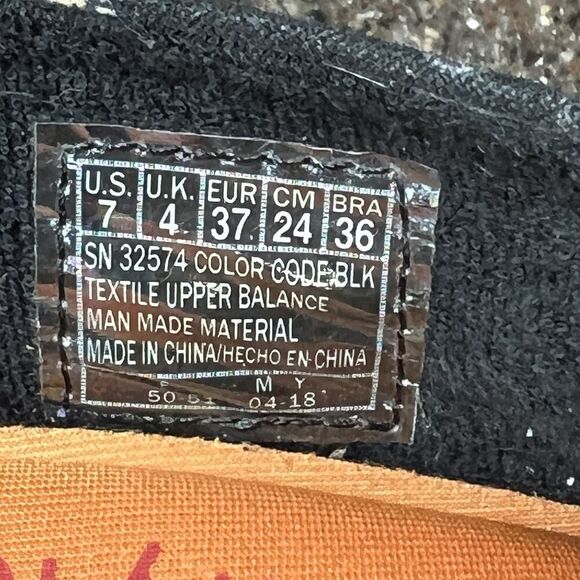 U.S. U.K. EUR CM BRA
7 4 37 24 36
SN 32574 COLOR CODE:BLK
TEXTILE UPPER BALANCE
MAN MADE MATERIAL
MADE IN CHINA/HECHO EN CHINA
M Y
04-18